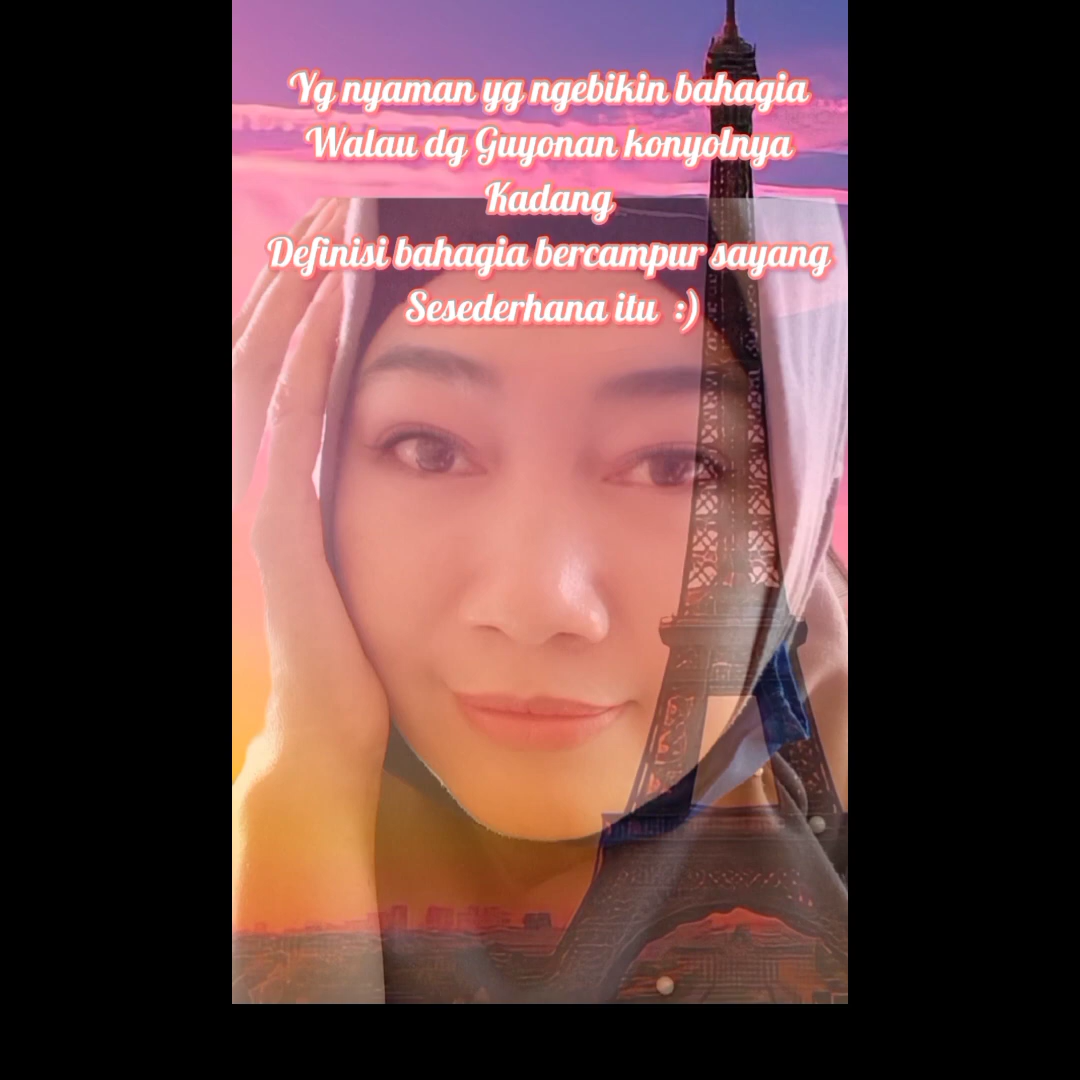 Yg nyaman yg ngebikin bahagia
Walau dg Guyonan konyolnya
Kadang
Definisi bahagia bercampur sayang
Sesederhana itu :)